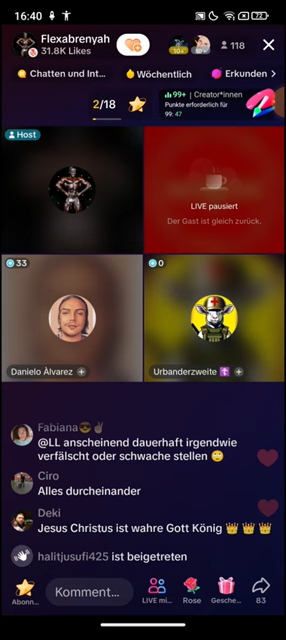 16:40
72
Flexabrenyah
31.8K Likes
10+
118
Chatten und Int...
Wöchentlich
Erkunden
2/18
99+ | Creator*innen
Punkte erforderlich für
99: 47
Host
LIVE pausiert
Der Gast ist gleich zurück.
33
0
Danielo Àlvarez
Urbanderzweite
Fabiana😎✌🏽
@LL anscheinend dauerhaft irgendwie
verfälscht oder schwache stellen 🙄
Ciro
Alles durcheinander
Deki
Jesus Christus ist wahre Gott König 👑 👑 👑
halitjusufi425 ist beigetreten
Komment...
Abonn...
LIVE mi...
Rose
Gesche...
83